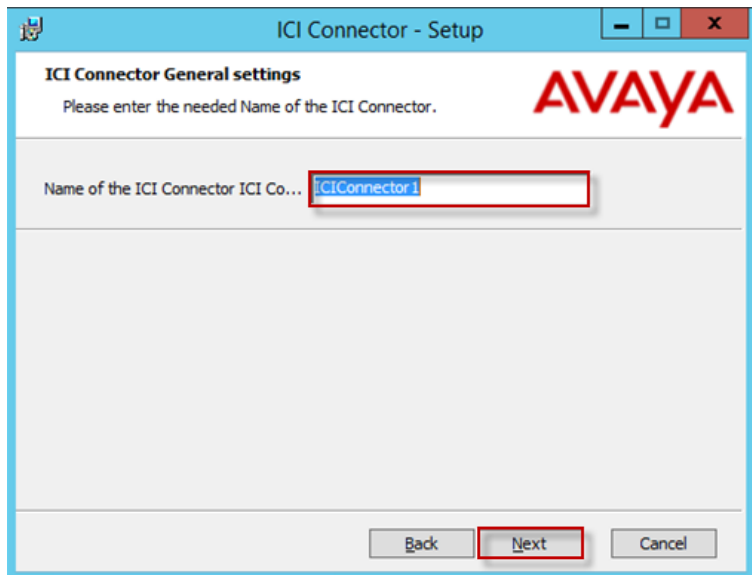 ICI Connector - Setup
ICI Connector General settings
Please enter the needed Name of the ICI Connector.
AVAYA
Name of the ICI Connector ICI Co... ICIConnector1
Back Next Cancel